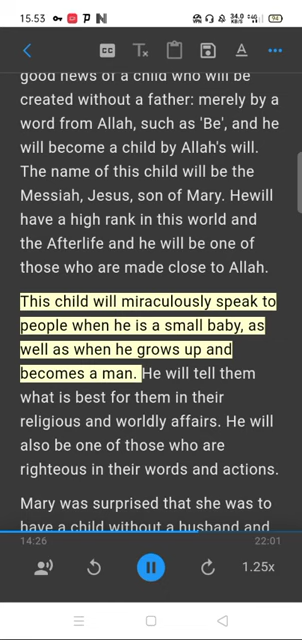 15.53
34.0
KB/S
94
CC
A
good news of a child who will be
created without a father: merely by a
word from Allah, such as 'Be', and he
will become a child by Allah's will.
The name of this child will be the
Messiah, Jesus, son of Mary. Hewill
have a high rank in this world and
the Afterlife and he will be one of
those who are made close to Allah.
This child will miraculously speak to
people when he is a small baby, as
well as when he grows up and
becomes a man. He will tell them
what is best for them in their
religious and worldly affairs. He will
also be one of those who are
righteous in their words and actions.
Mary was surprised that she was to
have a child without a husband and
14:26
22:01
1.25x